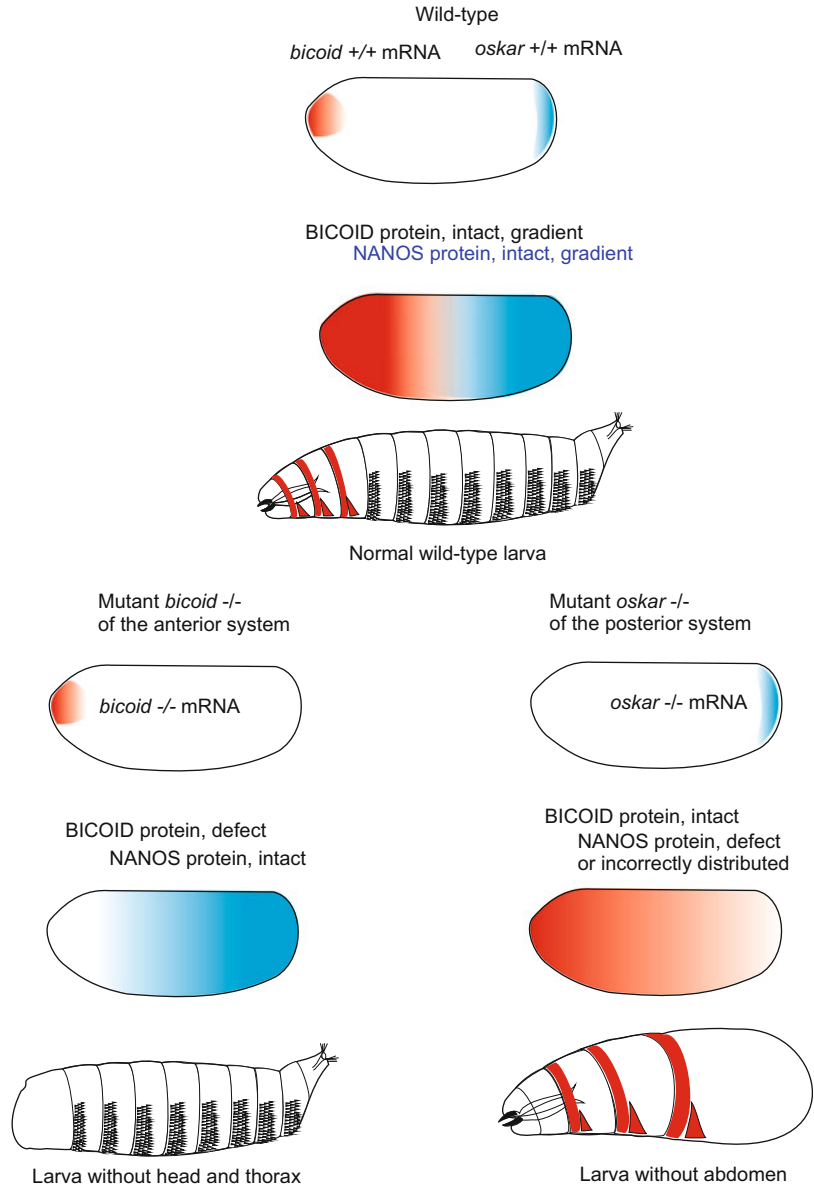 Wild-type
bicoid +/+ mRNA
oskar +/+ mRNA
BICOID protein, intact, gradient
NANOS protein, intact, gradient
Normal wild-type larva
Mutant bicoid -/-
of the anterior system
bicoid -/- mRNA
BICOID protein, defect
NANOS protein, intact
Larva without head and thorax
Mutant oskar -/-
of the posterior system
oskar -/- mRNA
BICOID protein, intact
NANOS protein, defect
or incorrectly distributed
Larva without abdomen